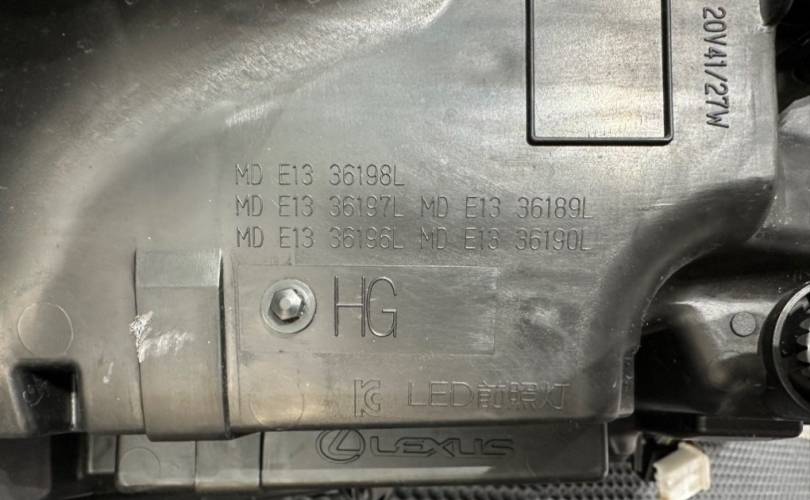 20V41/27W
MD E13 36198L
MD E13 36197L MD E13 36189L
MD E13 36196L MD E13 36190L
HG
LED前照灯
LEXUS